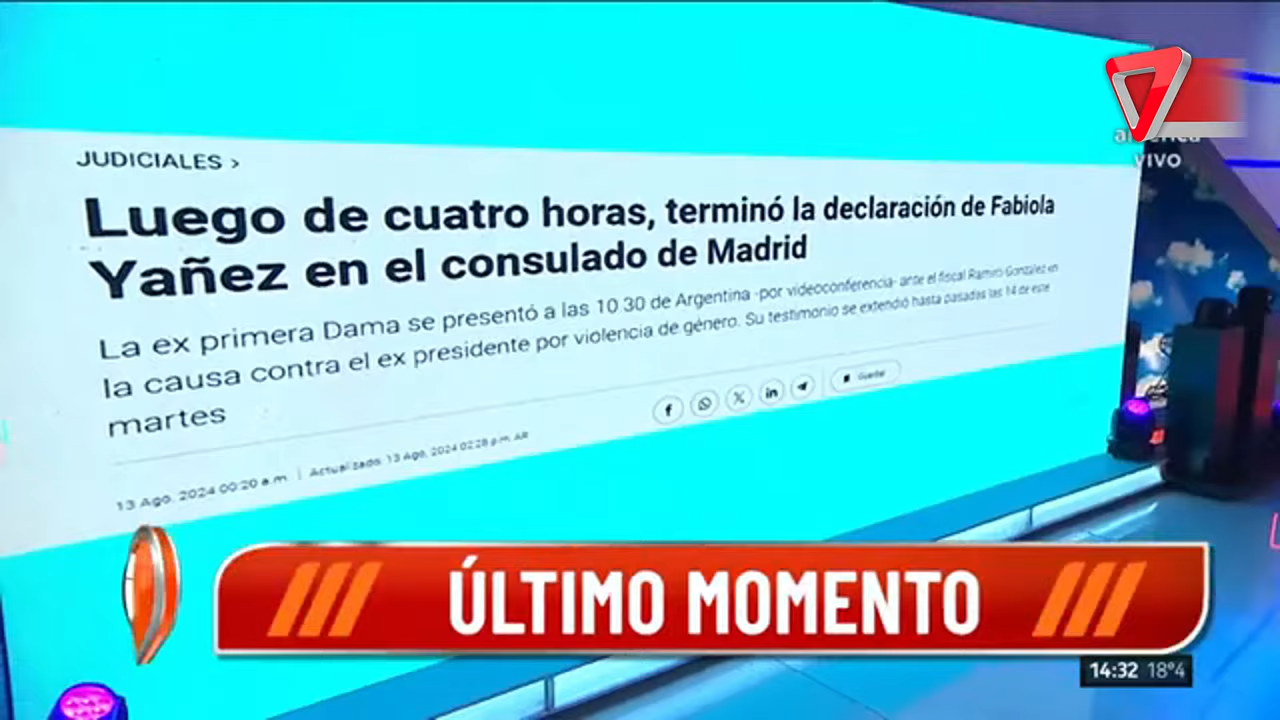 JUDICIALES >
Luego de cuatro horas, terminó la declaración de Fabiola
Yañez en el consulado de Madrid
La ex primera Dama se presentó a las 10 30 de Argentina -por videoconferencia- ante el fiscal Ramiro González en
la causa contra el ex presidente por violencia de género. Su testimonio se extendió hasta pasadas las 14 de este
martes
Guardar
13 Ago, 2024 00:20 a.m. | Actualizado: 13 Ago, 2024 02:28 p.m. AR
VIVO
ÚLTIMO MOMENTO
14:32 18°4